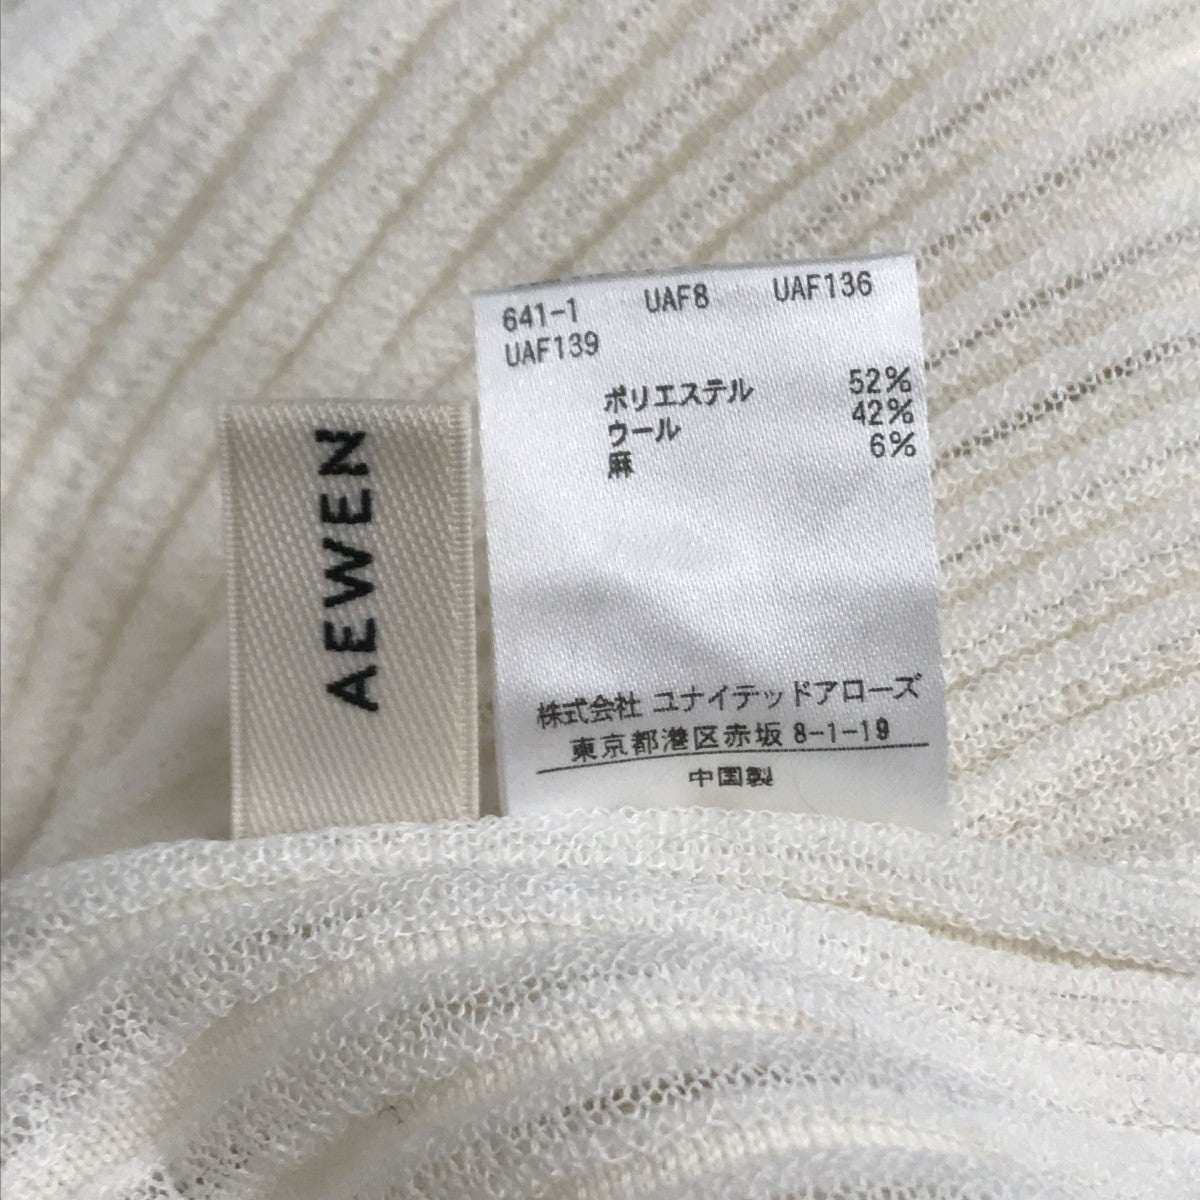 AEWEN
641-1 UAF8 UAF136
UAF139
ポリエステル 52%
ウール 42%
麻 6%
株式会社 ユナイテッドアローズ
東京都港区赤坂 8-1-19
中国製